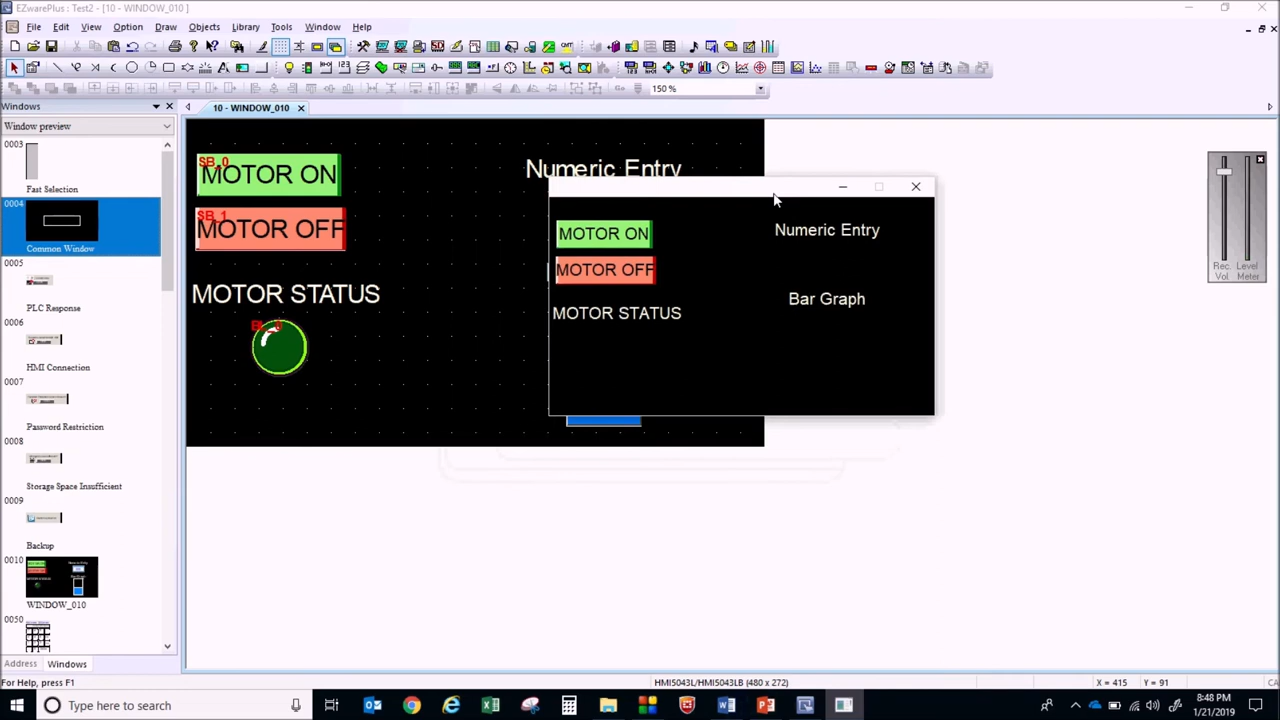 EZwarePlus : Test2 - [10 - WINDOW_010 ]
File Edit View Option Draw Objects Library Tools Window Help
150 %
Windows
10 - WINDOW_010
Window preview
0003
Fast Selection
0004
Common Window
0005
PLC Response
0006
HMI Connection
0007
Password Restriction
0008
Storage Space Insufficient
0009
Backup
0010
WINDOW_010
0050
Address Windows
SB_0
MOTOR ON
SB_1
MOTOR OFF
MOTOR STATUS
Numeric Entry
MOTOR ON
MOTOR OFF
MOTOR STATUS
Numeric Entry
Bar Graph
Rec. Vol
Level Meter
For Help, press F1
HMI5043L/HMI5043LB (480 x 272)
X = 415 Y = 91
Type here to search
8:48 PM
1/21/2019